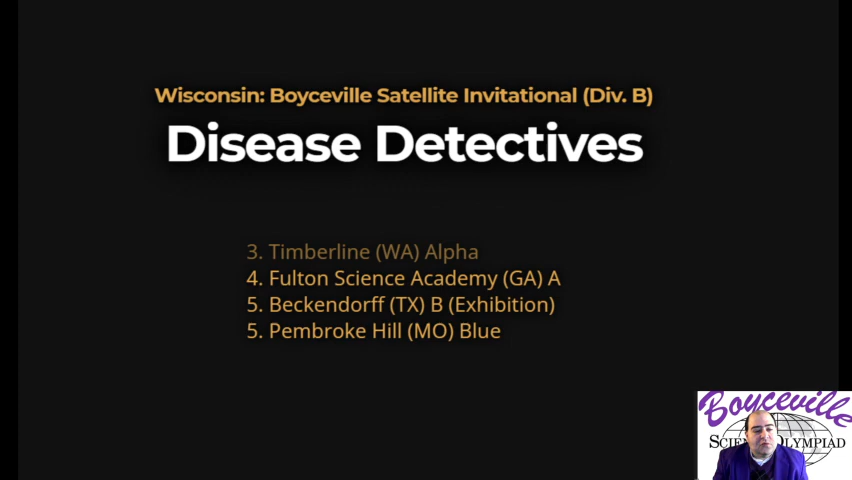 Wisconsin: Boyceville Satellite Invitational (Div. B)
Disease Detectives
3. Timberline (WA) Alpha
4. Fulton Science Academy (GA) A
5. Beckendorff (TX) B (Exhibition)
5. Pembroke Hill (MO) Blue
Boyceville
OLYMPIAD